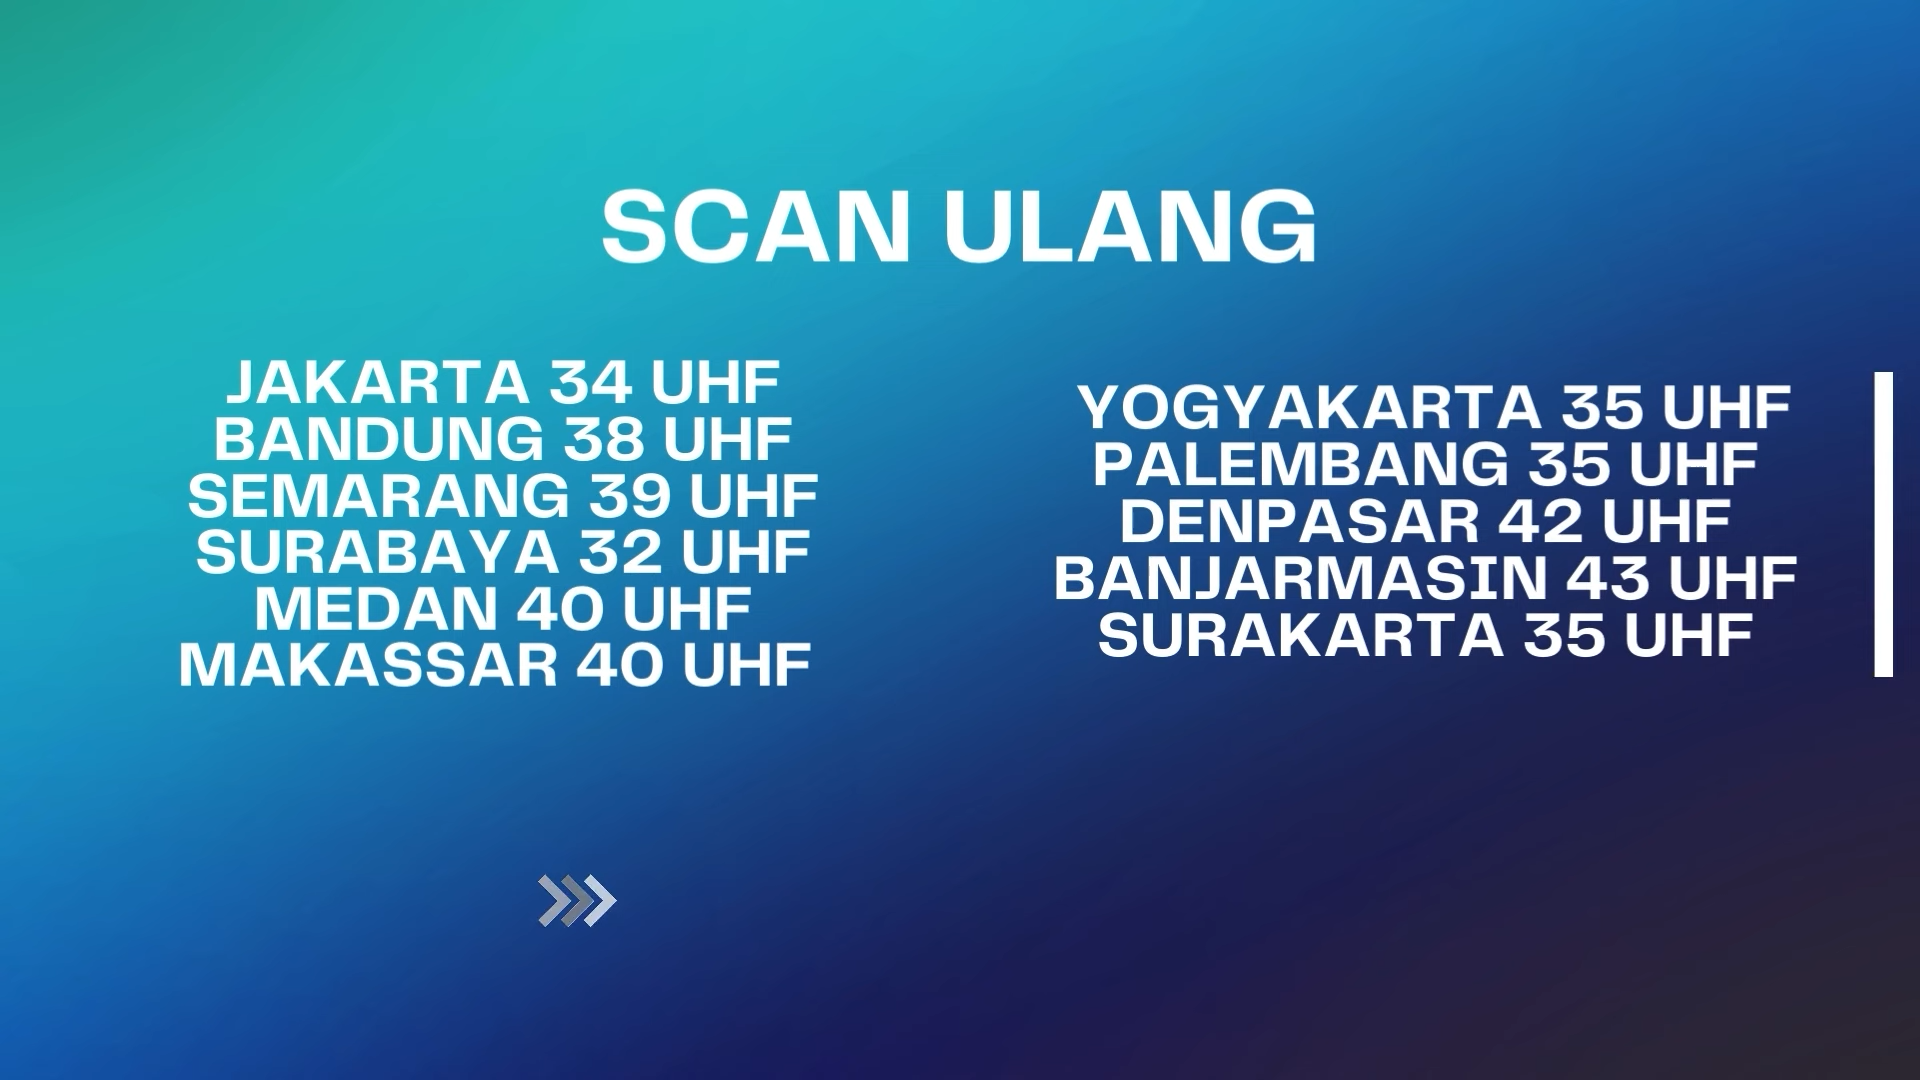 SCAN ULANG
JAKARTA 34 UHF
BANDUNG 38 UHF
SEMARANG 39 UHF
SURABAYA 32 UHF
MEDAN 40 UHF
MAKASSAR 40 UHF
YOGYAKARTA 35 UHF
PALEMBANG 35 UHF
DENPASAR 42 UHF
BANJARMASIN 43 UHF
SURAKARTA 35 UHF